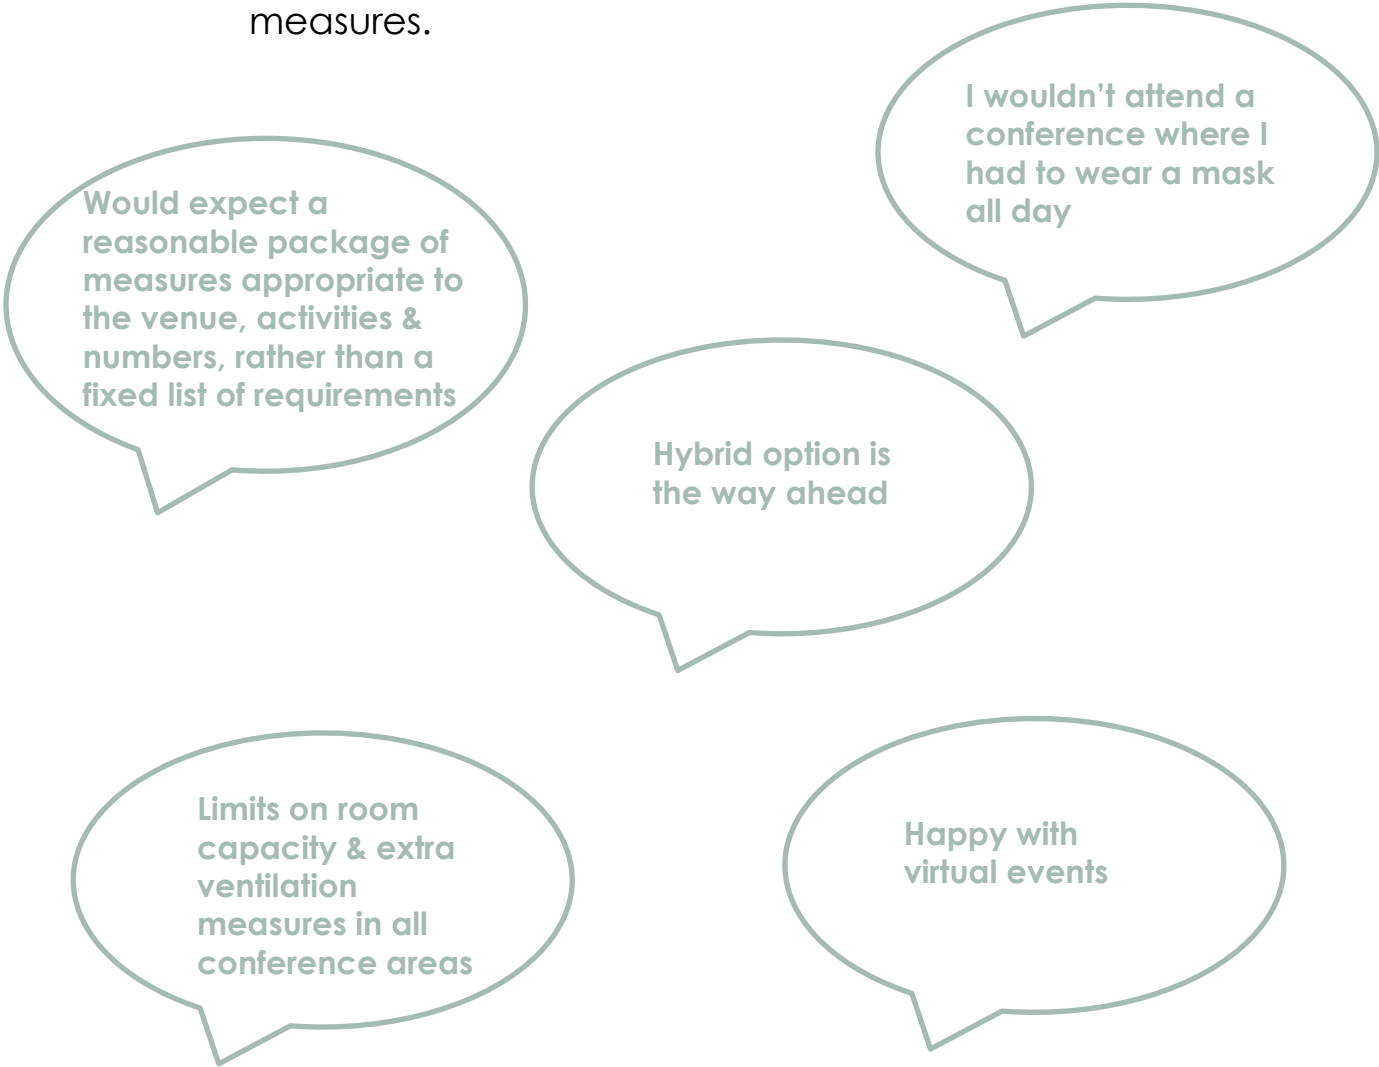 measures.
I wouldn't attend a
conference where I
had to wear a mask
all day
Would expect a
reasonable package of
measures appropriate to
the venue, activities &
numbers, rather than a
fixed list of requirements
Hybrid option is
the way ahead
Limits on room
capacity & extra
ventilation
measures in all
conference areas
Happy with
virtual events